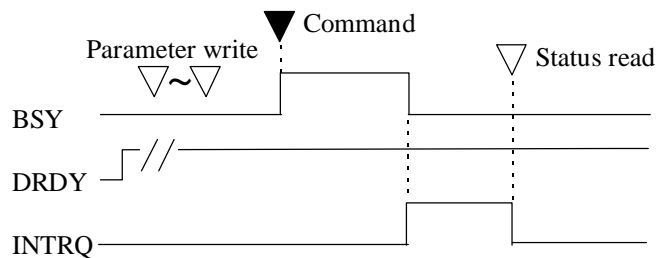 Command
Parameter write
Status read
~
BSY
DRDY
//
INTRQ